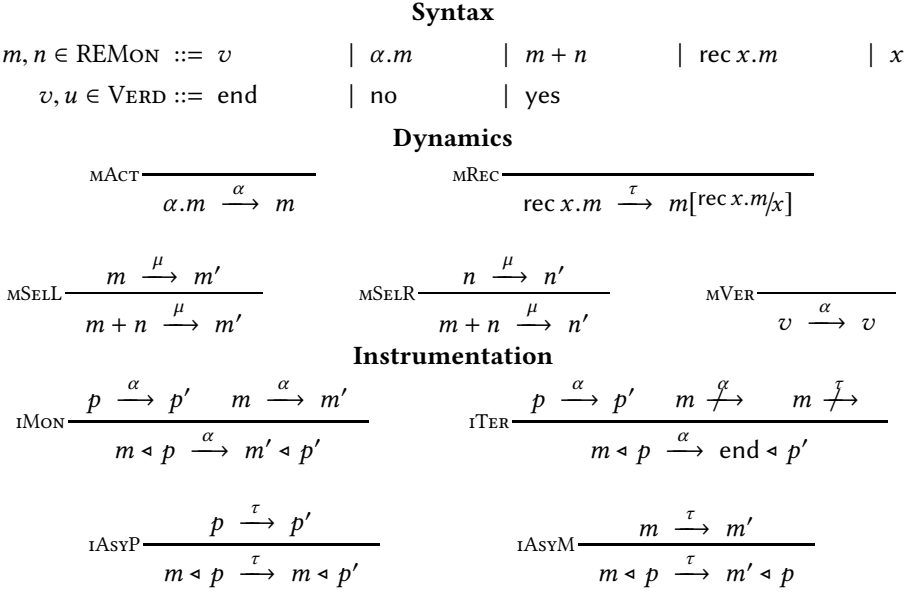 Syntax
m, n ∈ REMon ::= v | α.m | m + n | rec x.m | x
v, u ∈ Verd ::= end | no | yes
Dynamics
mAct α.m —α→ m
mRec rec x.m —τ→ m[rec x.m/x]
mSelL m —μ→ m′
m + n —μ→ m′
mSelR n —μ→ n′
m + n —μ→ n′
mVer v —α→ v
Instrumentation
iMon p —α→ p′ m —α→ m′
m ◂ p —α→ m′ ◂ p′
iTer p —α→ p′ m —α↛ m —τ↛
m ◂ p —α→ end ◂ p′
iAsyP p —τ→ p′
m ◂ p —τ→ m ◂ p′
iAsyM m —τ→ m′
m ◂ p —τ→ m′ ◂ p